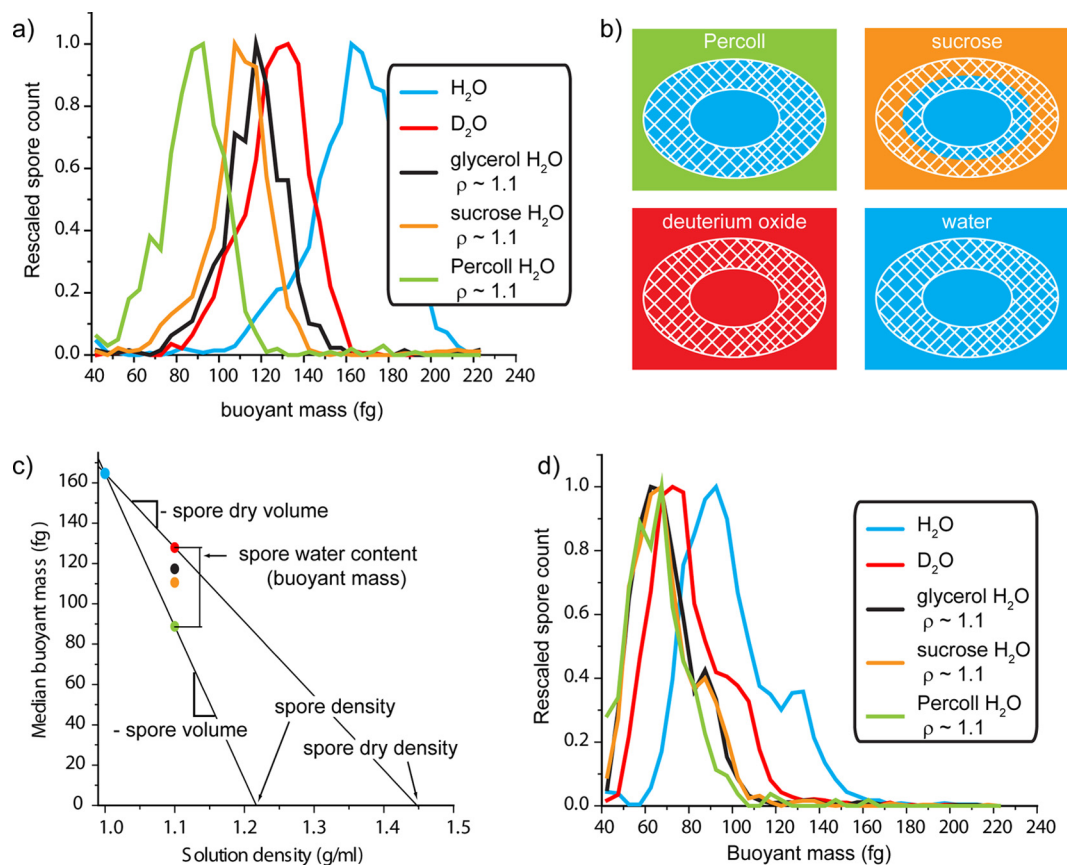 a)
1.0
0.8
0.6
0.4
0.2
0.0
Rescaled spore count
40 60 80 100 120 140 160 180 200 220 240
buoyant mass (fg)
H₂O
D₂O
glycerol H₂O
ρ ~ 1.1
sucrose H₂O
ρ ~ 1.1
Percoll H₂O
ρ ~ 1.1
b)
Percoll
sucrose
deuterium oxide
water
c)
160
140
120
100
80
60
40
20
0
Median buoyant mass (fg)
- spore dry volume
spore water content
(buoyant mass)
spore density
- spore volume
spore dry density
1.0 1.1 1.2 1.3 1.4 1.5
Solution density (g/ml)
d)
1.0
0.8
0.6
0.4
0.2
0.0
Rescaled spore count
40 60 80 100 120 140 160 180 200 220 240
Buoyant mass (fg)
H₂O
D₂O
glycerol H₂O
ρ ~ 1.1
sucrose H₂O
ρ ~ 1.1
Percoll H₂O
ρ ~ 1.1